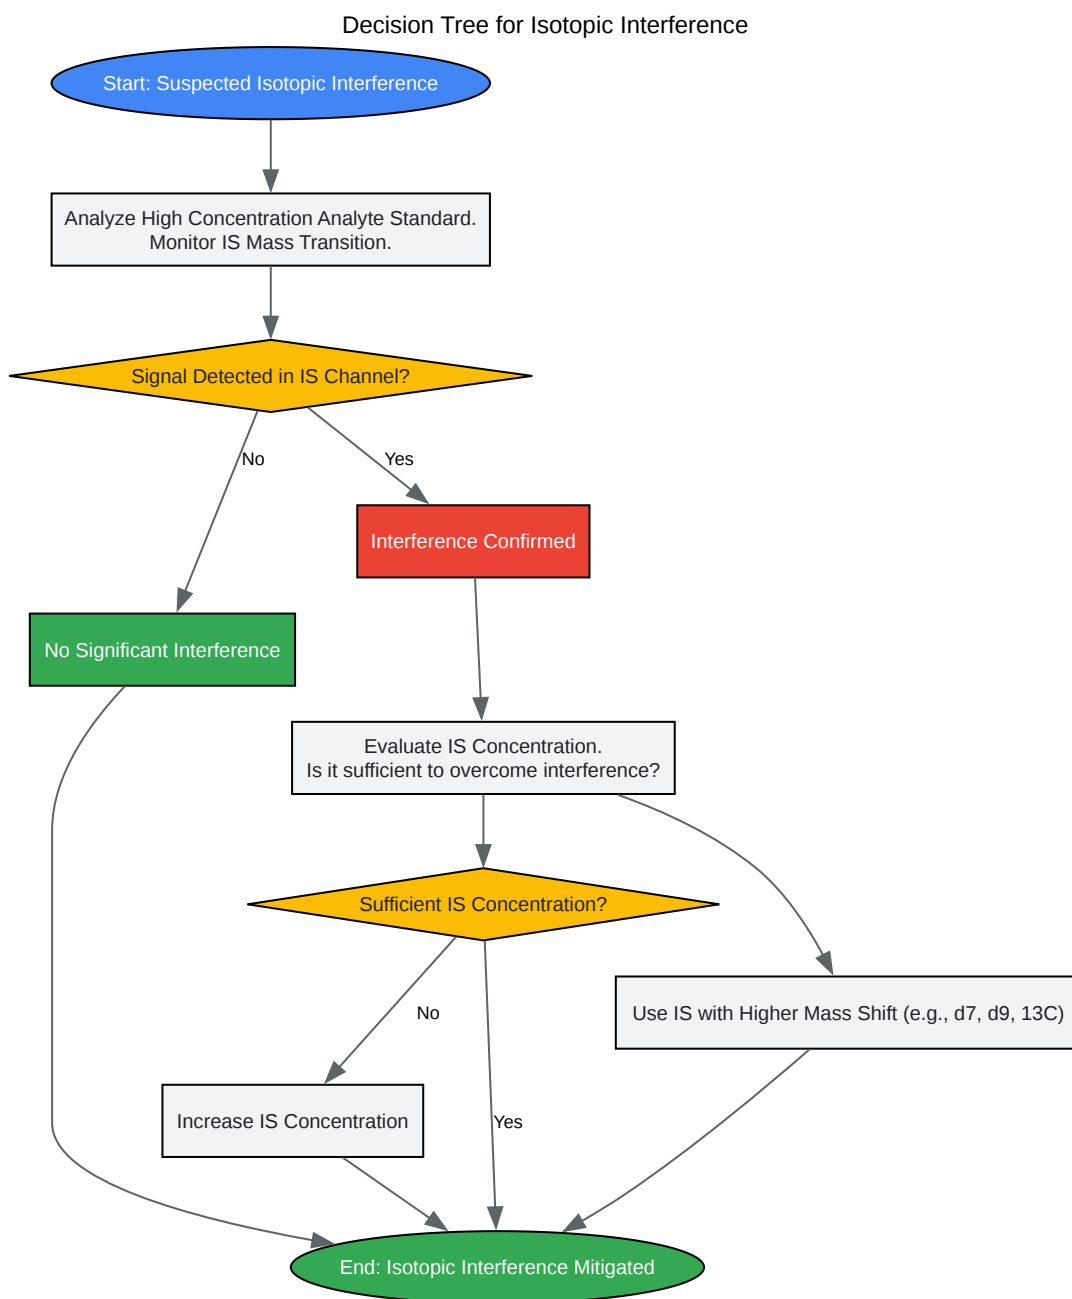 Decision Tree for Isotopic Interference
Start: Suspected Isotopic Interference
Analyze High Concentration Analyte Standard.
Monitor IS Mass Transition.
Signal Detected in IS Channel?
No
Yes
Interference Confirmed
No Significant Interference
Evaluate IS Concentration.
Is it sufficient to overcome interference?
Sufficient IS Concentration?
Use IS with Higher Mass Shift (e.g., d7, d9, 13C)
No
Increase IS Concentration
Yes
End: Isotopic Interference Mitigated